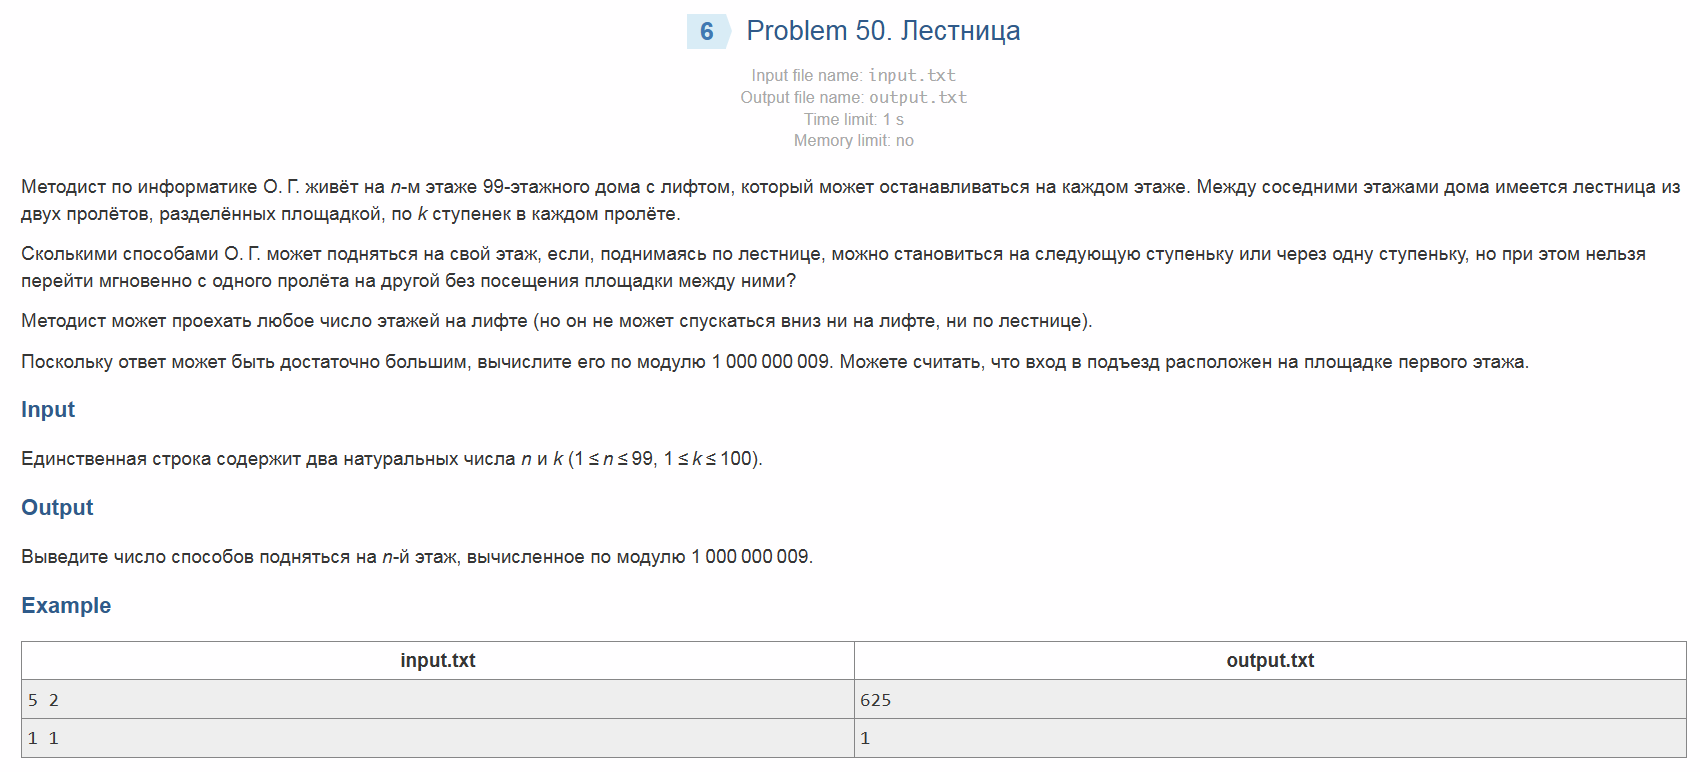 6 Problem 50. Лестница
Input file name: input.txt
Output file name: output.txt
Time limit: 1 s
Memory limit: no
Методист по информатике О. Г. живёт на n-м этаже 99-этажного дома с лифтом, который может останавливаться на каждом этаже. Между соседними этажами дома имеется лестница из
двух пролётов, разделённых площадкой, по k ступенек в каждом пролёте.
Сколькими способами О. Г. может подняться на свой этаж, если, поднимаясь по лестнице, можно становиться на следующую ступеньку или через одну ступеньку, но при этом нельзя
перейти мгновенно с одного пролёта на другой без посещения площадки между ними?
Методист может проехать любое число этажей на лифте (но он не может спускаться вниз ни на лифте, ни по лестнице).
Поскольку ответ может быть достаточно большим, вычислите его по модулю 1 000 000 009. Можете считать, что вход в подъезд расположен на площадке первого этажа.
Input
Единственная строка содержит два натуральных числа n и k (1 ≤ n ≤ 99, 1 ≤ k ≤ 100).
Output
Выведите число способов подняться на n-й этаж, вычисленное по модулю 1 000 000 009.
Example
input.txt output.txt
5 2 625
1 1 1